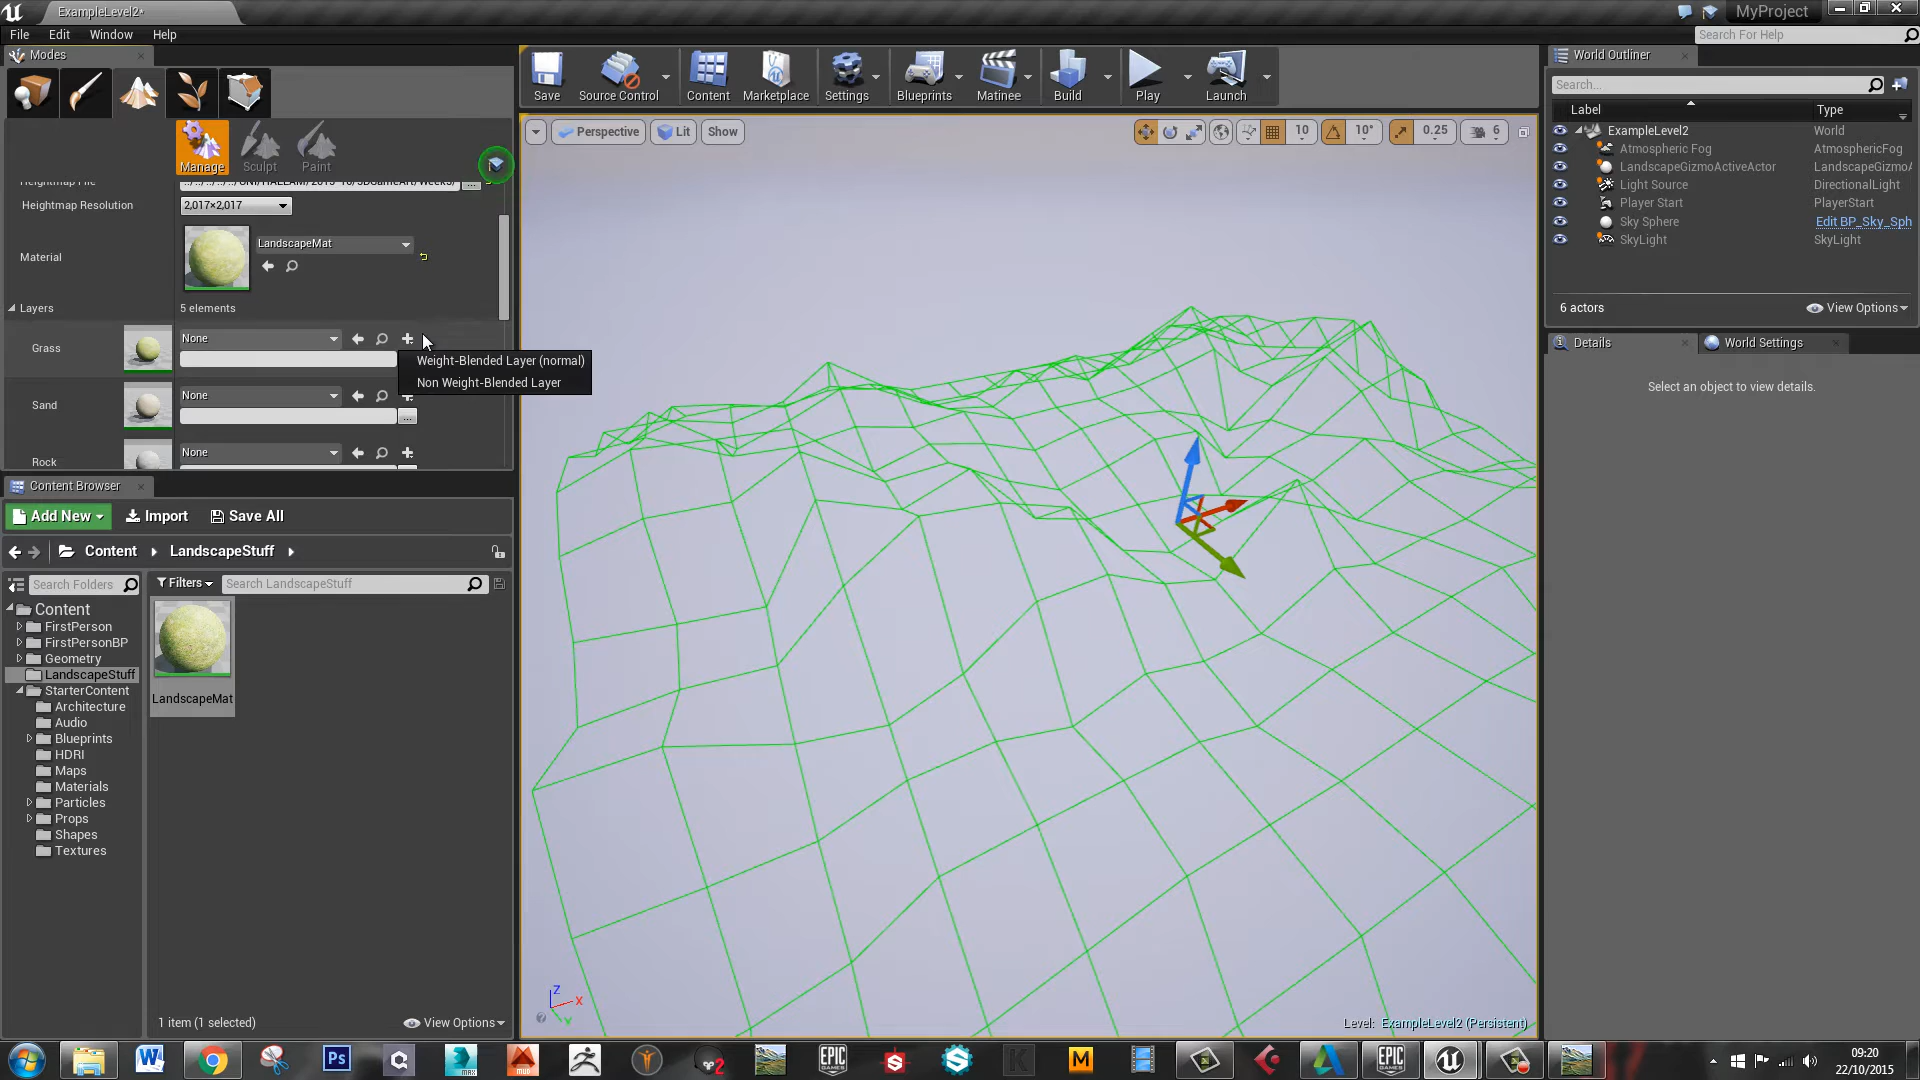 ExampleLevel2*
MyProject
File Edit Window Help
Search For Help
Modes
Save
Source Control
Content
Marketplace
Settings
Blueprints
Matinee
Build
Play
Launch
World Outliner
Search...
Label Type
ExampleLevel2 World
Atmospheric Fog AtmosphericFog
LandscapeGizmoActiveActor LandscapeGizmoA
Light Source DirectionalLight
Player Start PlayerStart
Sky Sphere Edit BP_Sky_Sph
SkyLight SkyLight
6 actors
View Options
Details
World Settings
Select an object to view details.
Manage Sculpt Paint
Heightmap File
Heightmap Resolution 2,017×2,017
Material LandscapeMat
Layers 5 elements
Grass None
Weight-Blended Layer (normal)
Non Weight-Blended Layer
Sand None
...
Rock None
Perspective Lit Show
10 10° 0.25 6
Content Browser
Add New Import Save All
Content LandscapeStuff
Search Folders
Filters Search LandscapeStuff
Content
FirstPerson
FirstPersonBP
Geometry
LandscapeStuff
StarterContent
Architecture
Audio
Blueprints
HDRI
Maps
Materials
Particles
Props
Shapes
Textures
LandscapeMat
1 item (1 selected)
View Options
Z
X
Y
Level: ExampleLevel2 (Persistent)
09:20
22/10/2015